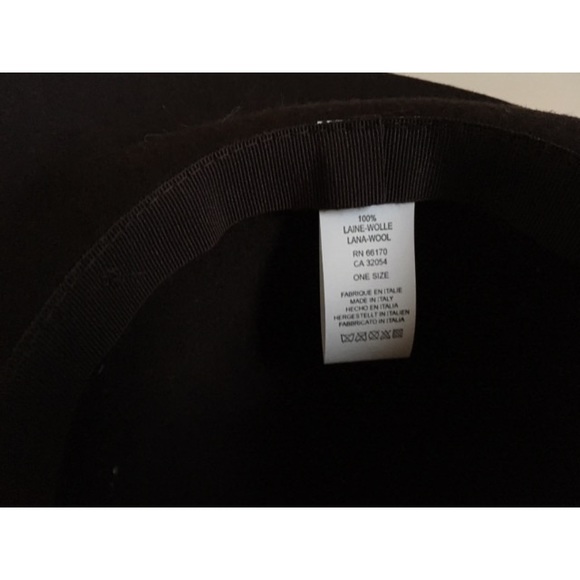 100%
LAINE-WOLLE
LANA-WOOL
RN 66170
CA 32054
ONE SIZE
FABRIQUE EN ITALIE
MADE IN ITALY
HECHO EN ITALIA
HERGESTELLT IN ITALIEN
FABBRICATO IN ITALIA